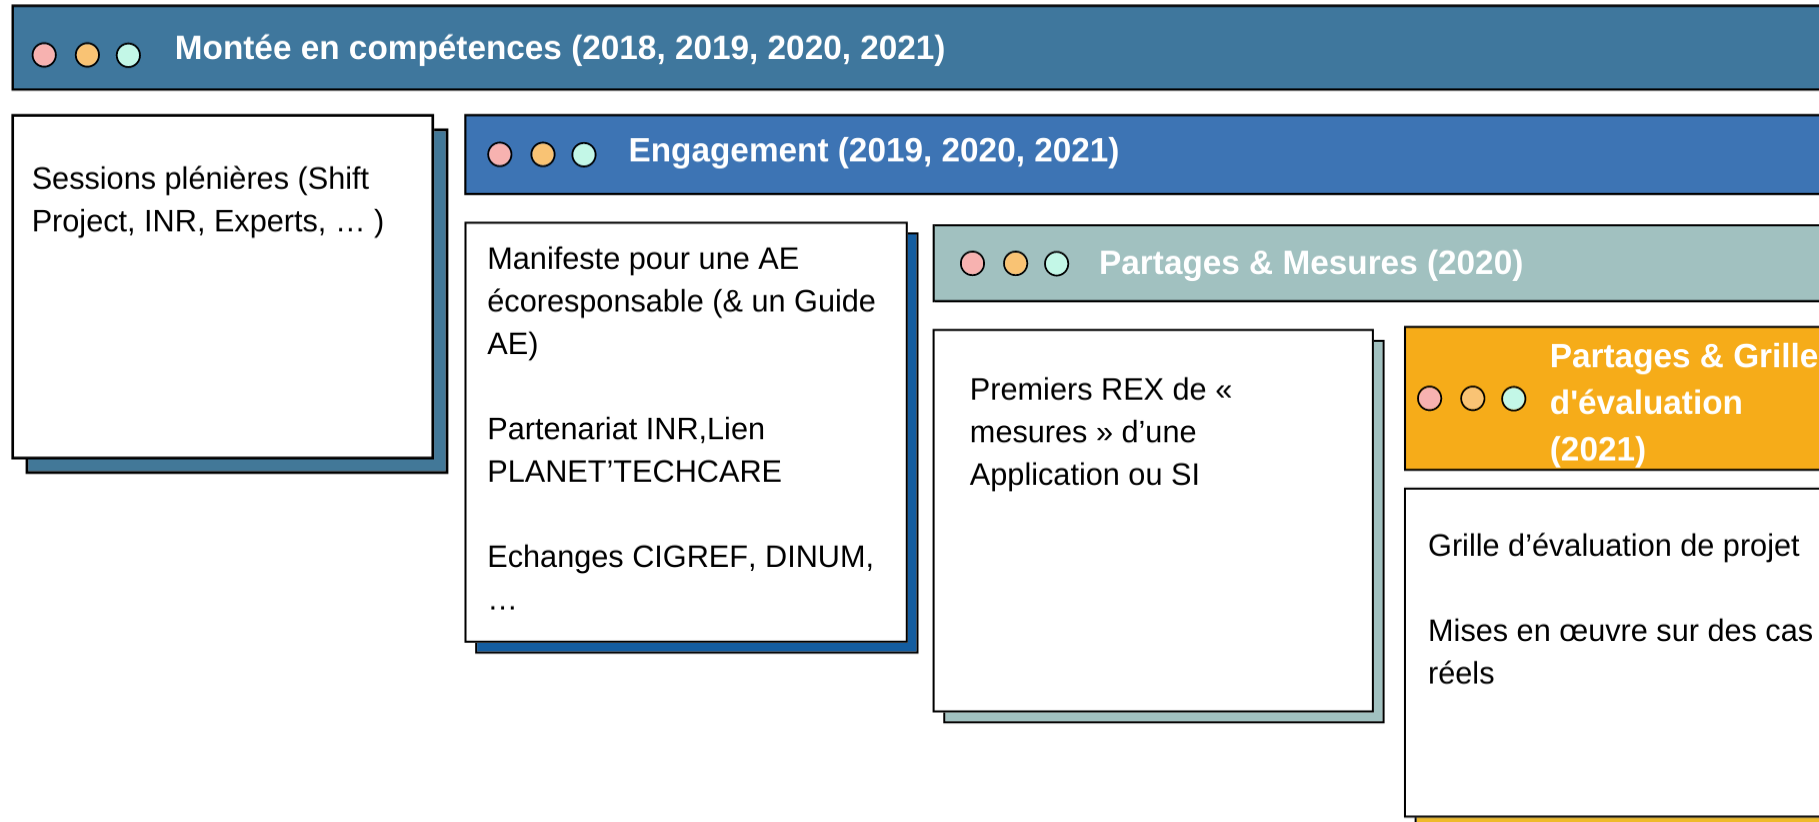 Montée en compétences (2018, 2019, 2020, 2021)
Sessions plénières (Shift
Project, INR, Experts, … )
Engagement (2019, 2020, 2021)
Manifeste pour une AE
écoresponsable (& un Guide
AE)
Partenariat INR,Lien
PLANET’TECHCARE
Echanges CIGREF, DINUM,
…
Partages & Mesures (2020)
Premiers REX de «
mesures » d’une
Application ou SI
Partages & Grille
d'évaluation
(2021)
Grille d’évaluation de projet
Mises en œuvre sur des cas
réels